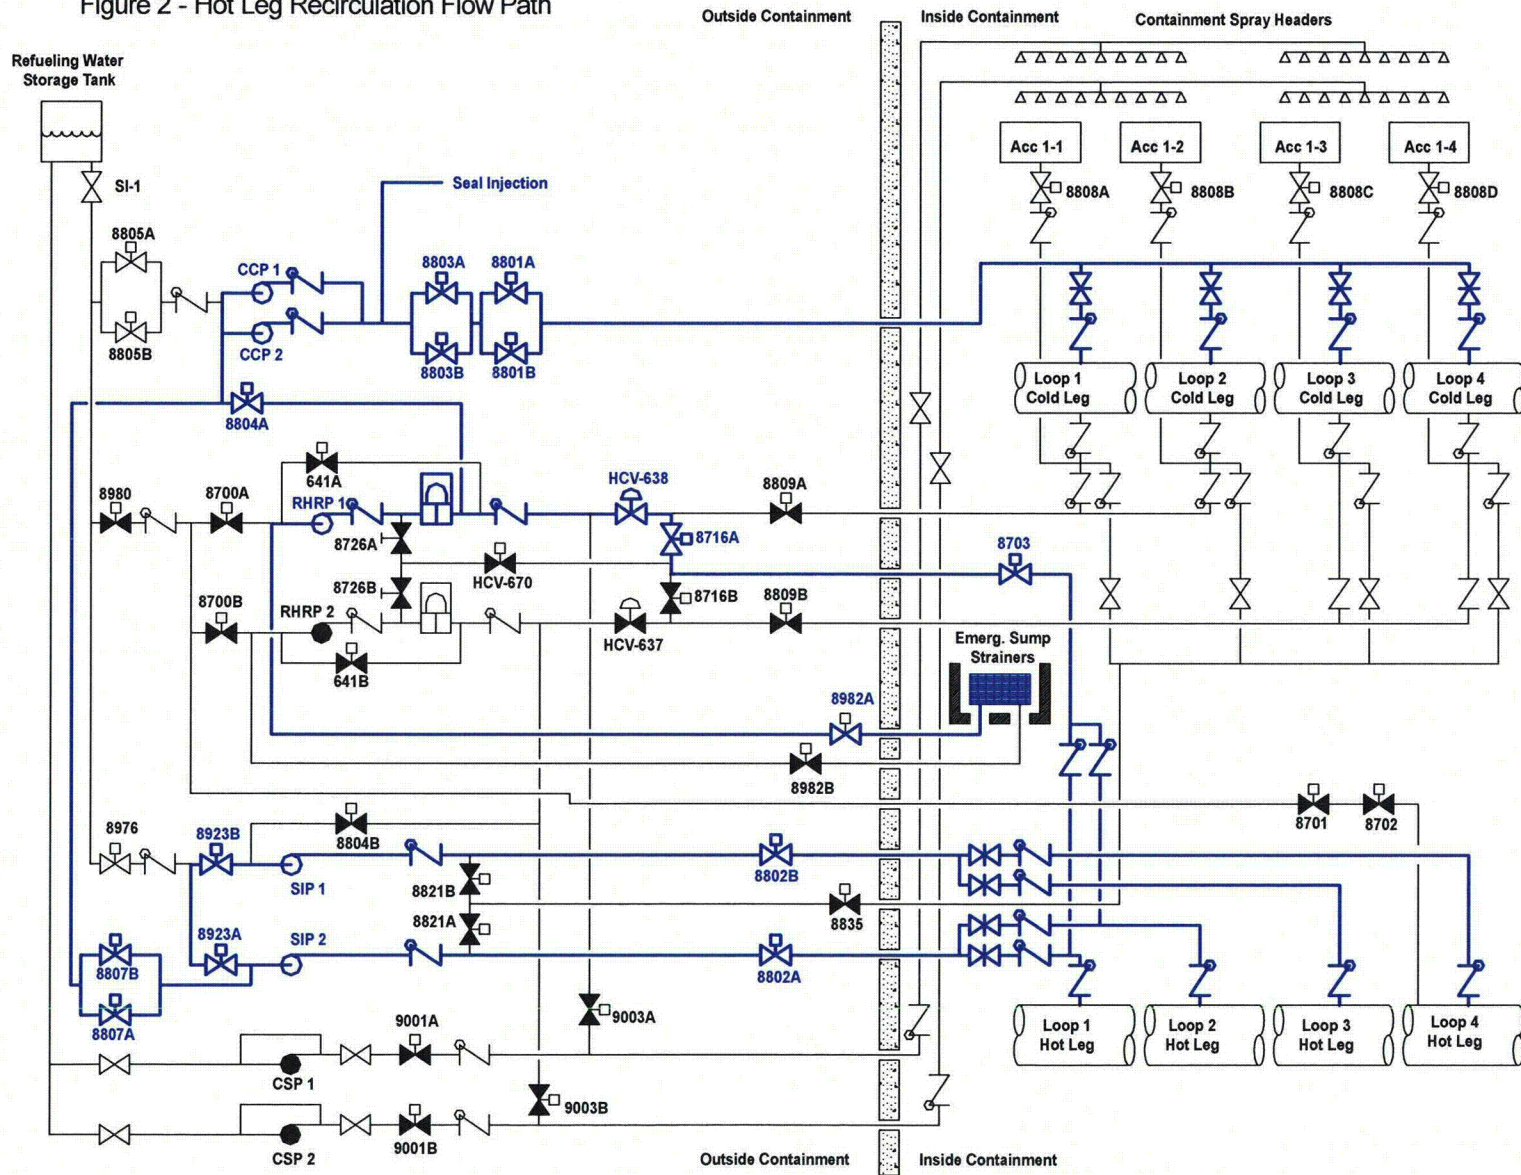 Figure 2 - Hot Leg Recirculation Flow Path
Outside Containment
Inside Containment
Containment Spray Headers
Refueling Water
Storage Tank
SI-1
Seal Injection
Acc 1-1
Acc 1-2
Acc 1-3
Acc 1-4
8808A
8808B
8808C
8808D
8805A
8805B
CCP 1
CCP 2
8803A
8801A
8803B
8801B
8804A
Loop 1
Cold Leg
Loop 2
Cold Leg
Loop 3
Cold Leg
Loop 4
Cold Leg
641A
8980
8700A
RHRP 1
HCV-638
8809A
8726A
8716A
8703
HCV-670
8726B
8716B
8700B
RHRP 2
8809B
HCV-637
641B
Emerg. Sump
Strainers
8982A
8982B
8701
8702
8976
8923B
8804B
SIP 1
8821B
8802B
8835
8821A
8923A
SIP 2
8802A
8807B
8807A
9001A
9003A
CSP 1
Loop 1
Hot Leg
Loop 2
Hot Leg
Loop 3
Hot Leg
Loop 4
Hot Leg
9003B
9001B
CSP 2
Outside Containment
Inside Containment